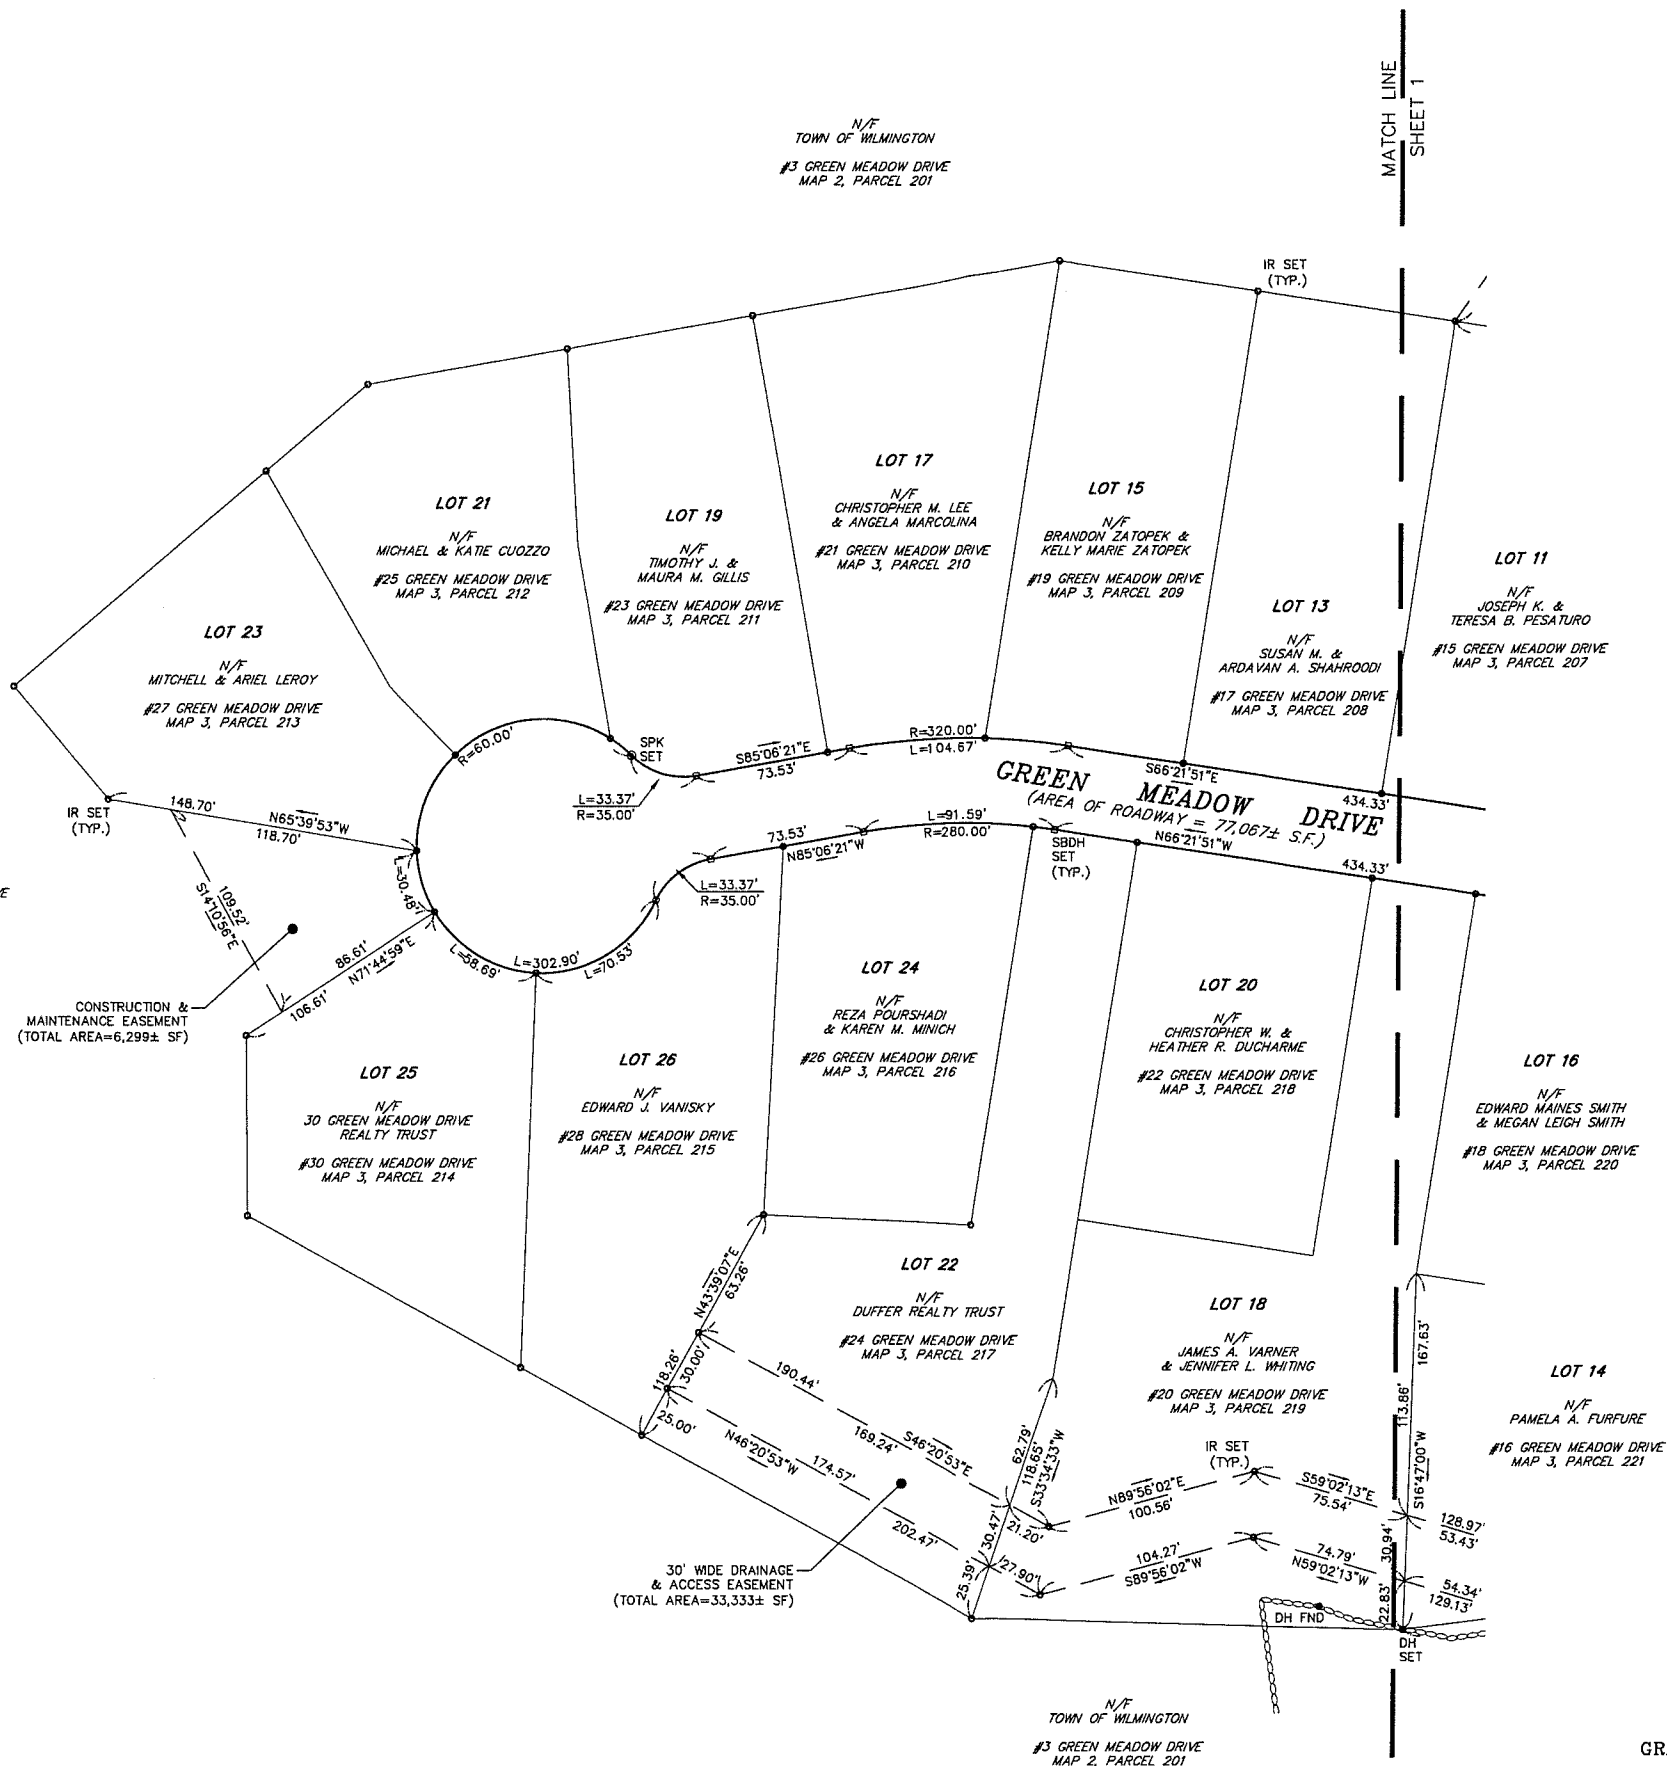 MATCH LINE
SHEET 1
N/F
TOWN OF WILMINGTON
#3 GREEN MEADOW DRIVE
MAP 2, PARCEL 201
IR SET
(TYP.)
LOT 17
N/F
CHRISTOPHER M. LEE
& ANGELA MARCOLINA
#21 GREEN MEADOW DRIVE
MAP 3, PARCEL 210
LOT 15
N/F
BRANDON ZATOPEK &
KELLY MARIE ZATOPEK
#19 GREEN MEADOW DRIVE
MAP 3, PARCEL 209
LOT 21
N/F
MICHAEL & KATIE CUOZZO
#25 GREEN MEADOW DRIVE
MAP 3, PARCEL 212
LOT 19
N/F
TIMOTHY J. &
MAURA M. GILLIS
#23 GREEN MEADOW DRIVE
MAP 3, PARCEL 211
LOT 11
N/F
JOSEPH K. &
TERESA B. PESATURO
#15 GREEN MEADOW DRIVE
MAP 3, PARCEL 207
LOT 13
N/F
SUSAN M. &
ARDAVAN A. SHAHROODI
#17 GREEN MEADOW DRIVE
MAP 3, PARCEL 208
LOT 23
N/F
MITCHELL & ARIEL LEROY
#27 GREEN MEADOW DRIVE
MAP 3, PARCEL 213
R=60.00'
SPK
SET
S85°06'21"E
73.53'
R=320.00'
L=104.67'
S66°21'51"E
434.33'
GREEN MEADOW DRIVE
(AREA OF ROADWAY = 77,067± S.F.)
L=33.37'
R=35.00'
IR SET
(TYP.)
148.70'
N65°39'53"W
118.70'
73.53'
N85°06'21"W
L=91.59'
R=280.00'
SBDH
SET
(TYP.)
N66°21'51"W
434.33'
L=33.37'
R=35.00'
L=30.48'
109.52'
S14°10'56"E
E
86.61'
N71°44'59"E
106.61'
L=58.69'
L=302.90'
L=70.53'
CONSTRUCTION &
MAINTENANCE EASEMENT
(TOTAL AREA=6,299± SF)
LOT 24
N/F
REZA POURSHADI
& KAREN M. MINICH
#26 GREEN MEADOW DRIVE
MAP 3, PARCEL 216
LOT 20
N/F
CHRISTOPHER W. &
HEATHER R. DUCHARME
#22 GREEN MEADOW DRIVE
MAP 3, PARCEL 218
LOT 25
N/F
30 GREEN MEADOW DRIVE
REALTY TRUST
#30 GREEN MEADOW DRIVE
MAP 3, PARCEL 214
LOT 26
N/F
EDWARD J. VANISKY
#28 GREEN MEADOW DRIVE
MAP 3, PARCEL 215
LOT 16
N/F
EDWARD MAINES SMITH
& MEGAN LEIGH SMITH
#18 GREEN MEADOW DRIVE
MAP 3, PARCEL 220
LOT 22
N/F
DUFFER REALTY TRUST
#24 GREEN MEADOW DRIVE
MAP 3, PARCEL 217
LOT 18
N/F
JAMES A. VARNER
& JENNIFER L. WHITING
#20 GREEN MEADOW DRIVE
MAP 3, PARCEL 219
LOT 14
N/F
PAMELA A. FURFURE
#16 GREEN MEADOW DRIVE
MAP 3, PARCEL 221
N43°39'07"E
63.26'
118.26'
30.00'
25.00'
190.44'
169.24'
S46°20'53"E
N46°20'53"W
174.57'
202.47'
62.79'
118.65'
S33°34'33"W
30.47'
21.20'
25.39'
27.90'
IR SET
(TYP.)
N89°56'02"E
100.56'
S59°02'13"E
75.54'
104.27'
S89°56'02"W
74.79'
N59°02'13"W
167.63'
113.86'
S16°47'00"W
30.94'
22.83'
128.97'
53.43'
54.34'
129.13'
30' WIDE DRAINAGE
& ACCESS EASEMENT
(TOTAL AREA=33,333± SF)
DH FND
DH
SET
N/F
TOWN OF WILMINGTON
#3 GREEN MEADOW DRIVE
MAP 2, PARCEL 201
GR